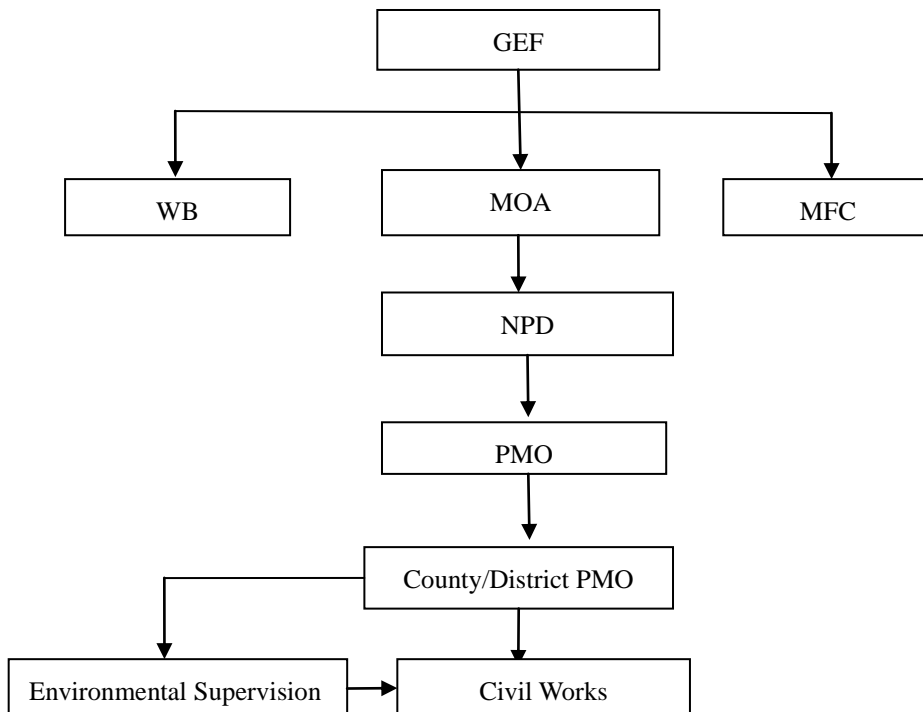 GEF
WB
MOA
MFC
NPD
PMO
County/District PMO
Environmental Supervision
Civil Works